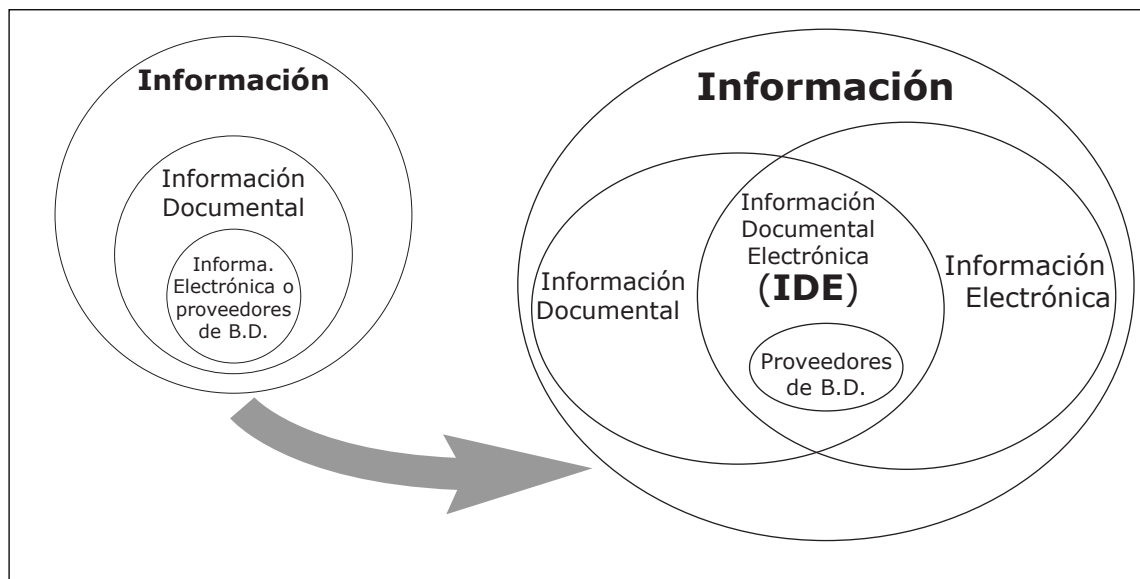 Información
Información
Documental
Informa.
Electrónica o
proveedores
de B.D.
Información
Información
Documental
Información
Documental
Electrónica
(IDE)
Proveedores
de B.D.
Información
Electrónica